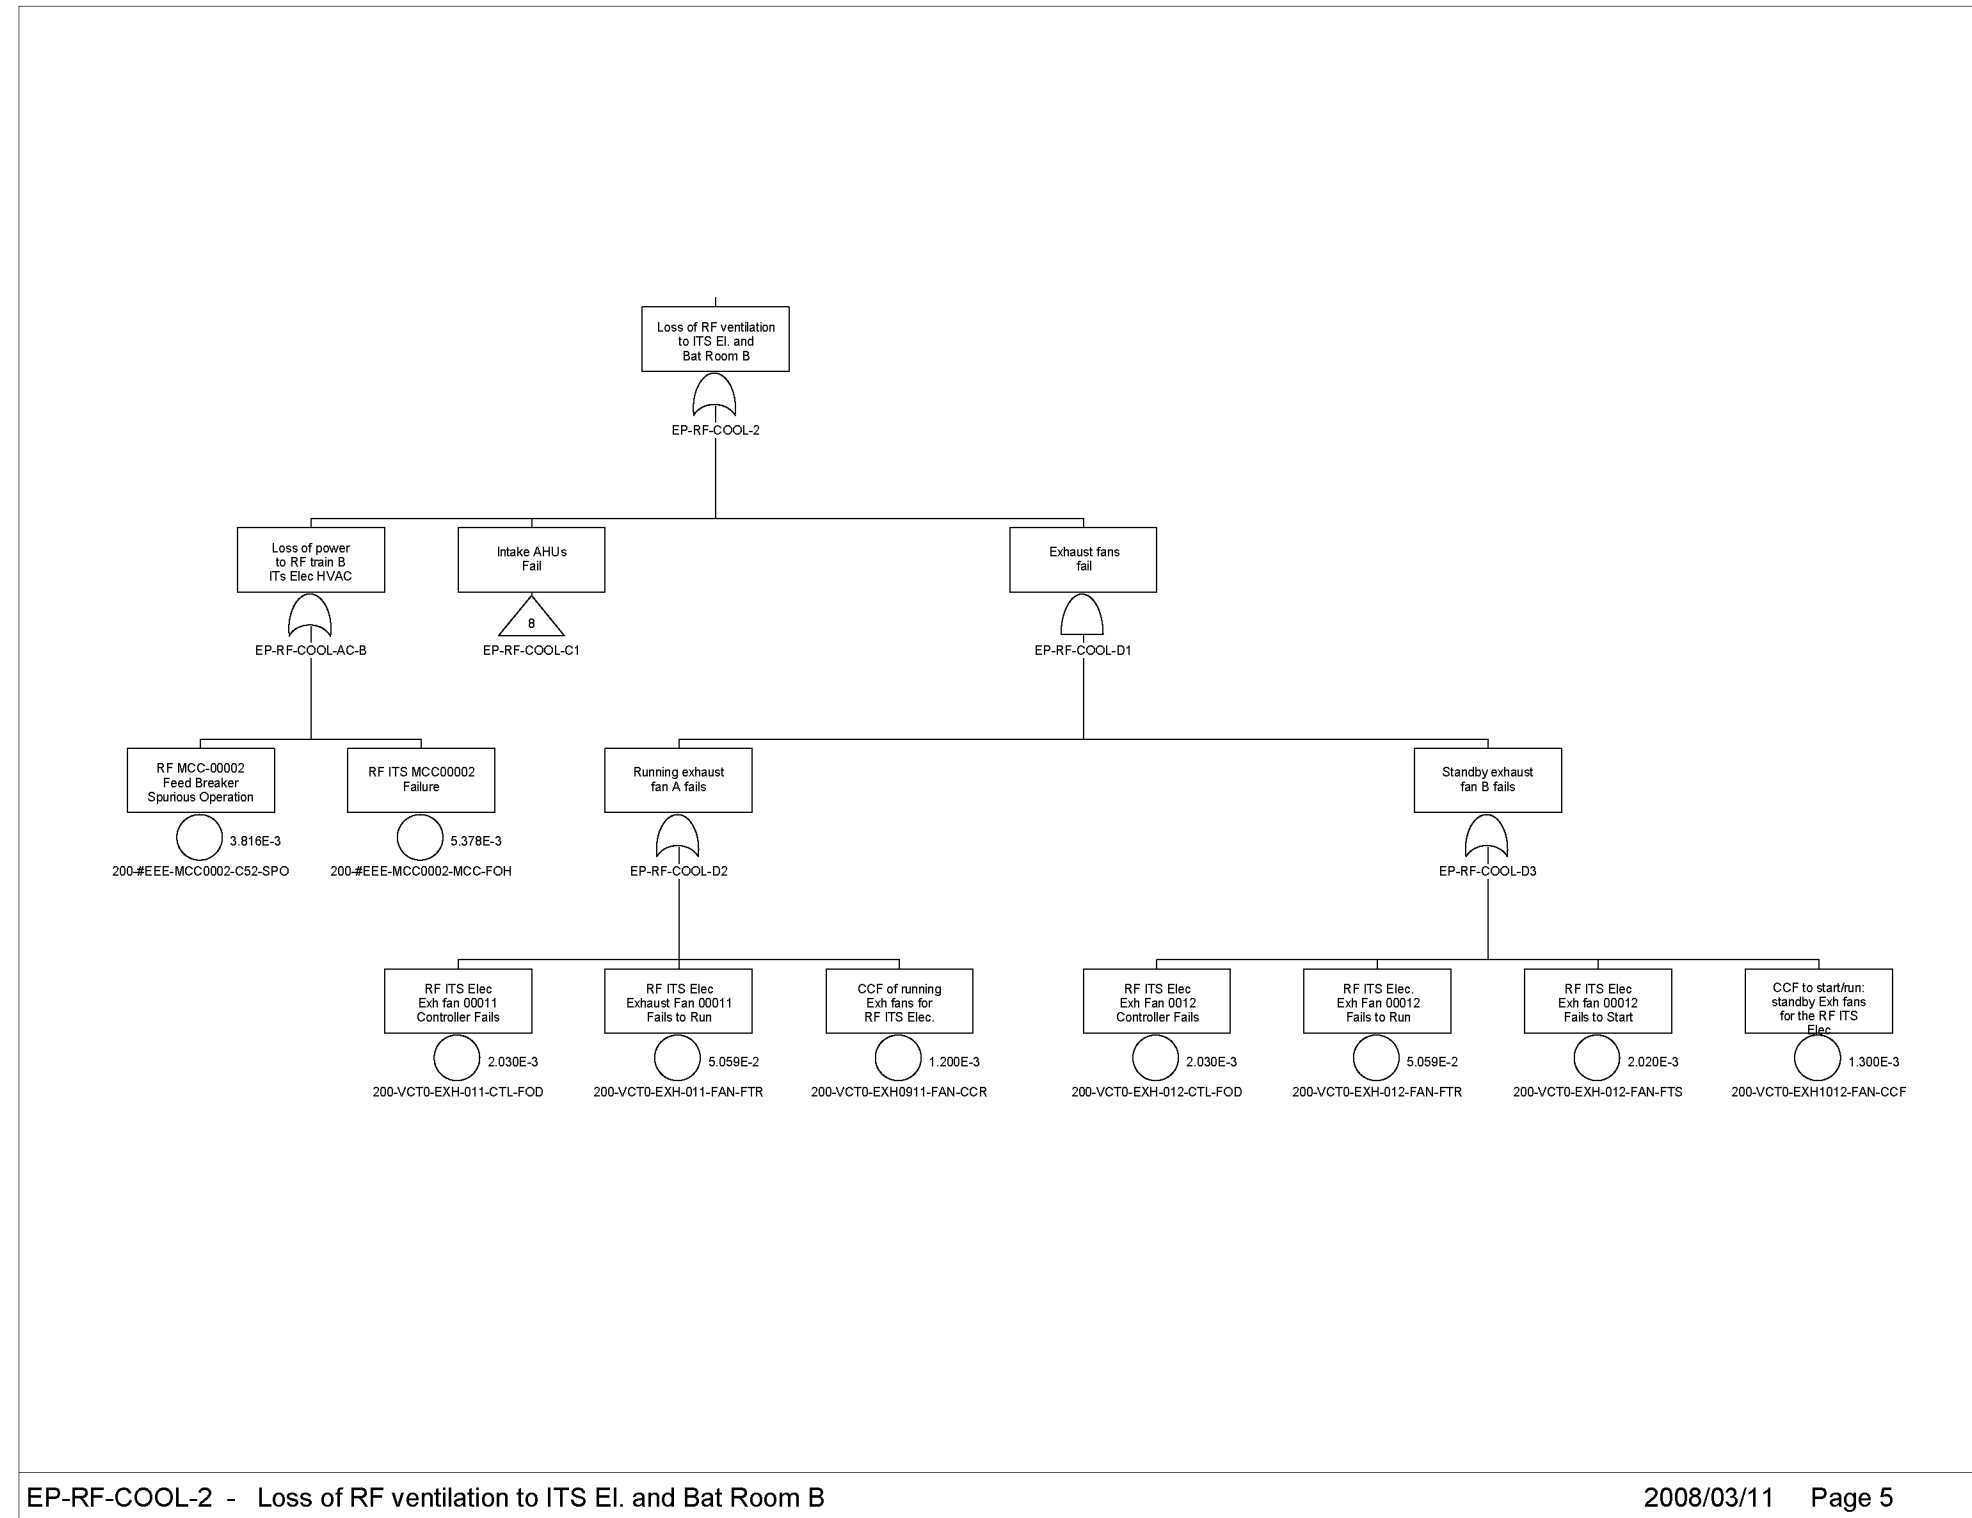 Loss of RF ventilation
to ITS El. and
Bat Room B
EP-RF-COOL-2
Loss of power
to RF train B
ITs Elec HVAC
EP-RF-COOL-AC-B
Intake AHUs
Fail
8
EP-RF-COOL-C1
Exhaust fans
fail
EP-RF-COOL-D1
RF MCC-00002
Feed Breaker
Spurious Operation
3.816E-3
200-#EEE-MCC0002-C52-SPO
RF ITS MCC00002
Failure
5.378E-3
200-#EEE-MCC0002-MCC-FOH
Running exhaust
fan A fails
EP-RF-COOL-D2
Standby exhaust
fan B fails
EP-RF-COOL-D3
RF ITS Elec
Exh fan 00011
Controller Fails
2.030E-3
200-VCT0-EXH-011-CTL-FOD
RF ITS Elec
Exhaust Fan 00011
Fails to Run
5.059E-2
200-VCT0-EXH-011-FAN-FTR
CCF of running
Exh fans for
RF ITS Elec.
1.200E-3
200-VCT0-EXH0911-FAN-CCR
RF ITS Elec
Exh Fan 0012
Controller Fails
2.030E-3
200-VCT0-EXH-012-CTL-FOD
RF ITS Elec.
Exh Fan 00012
Fails to Run
5.059E-2
200-VCT0-EXH-012-FAN-FTR
RF ITS Elec
Exh fan 00012
Fails to Start
2.020E-3
200-VCT0-EXH-012-FAN-FTS
CCF to start/run:
standby Exh fans
for the RF ITS
Elec
1.300E-3
200-VCT0-EXH1012-FAN-CCF
EP-RF-COOL-2 - Loss of RF ventilation to ITS El. and Bat Room B
2008/03/11 Page 5